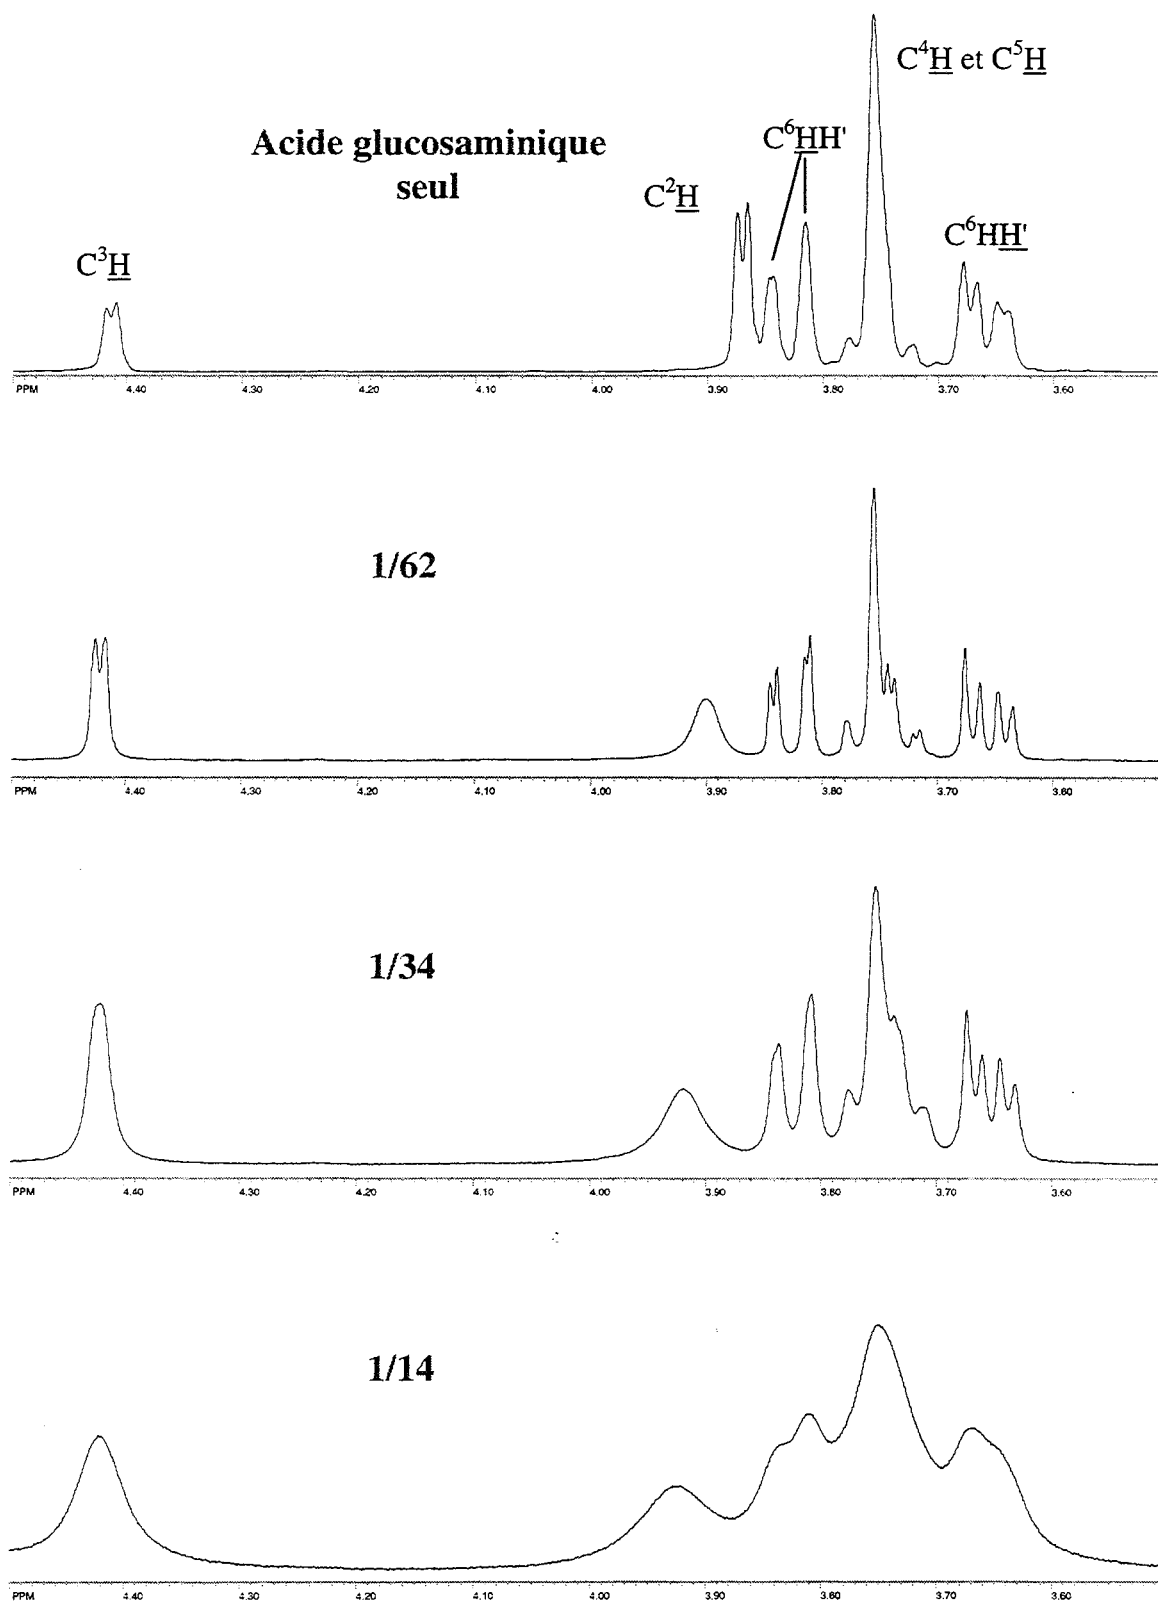 C⁴H et C⁵H
Acide glucosaminique
seul
C⁶HH'
C²H
C⁶HH'
C³H
PPM 4.40 4.30 4.20 4.10 4.00 3.90 3.80 3.70 3.60
1/62
PPM 4.40 4.30 4.20 4.10 4.00 3.90 3.80 3.70 3.60
1/34
PPM 4.40 4.30 4.20 4.10 4.00 3.90 3.80 3.70 3.60
1/14
PPM 4.40 4.30 4.20 4.10 4.00 3.90 3.80 3.70 3.60